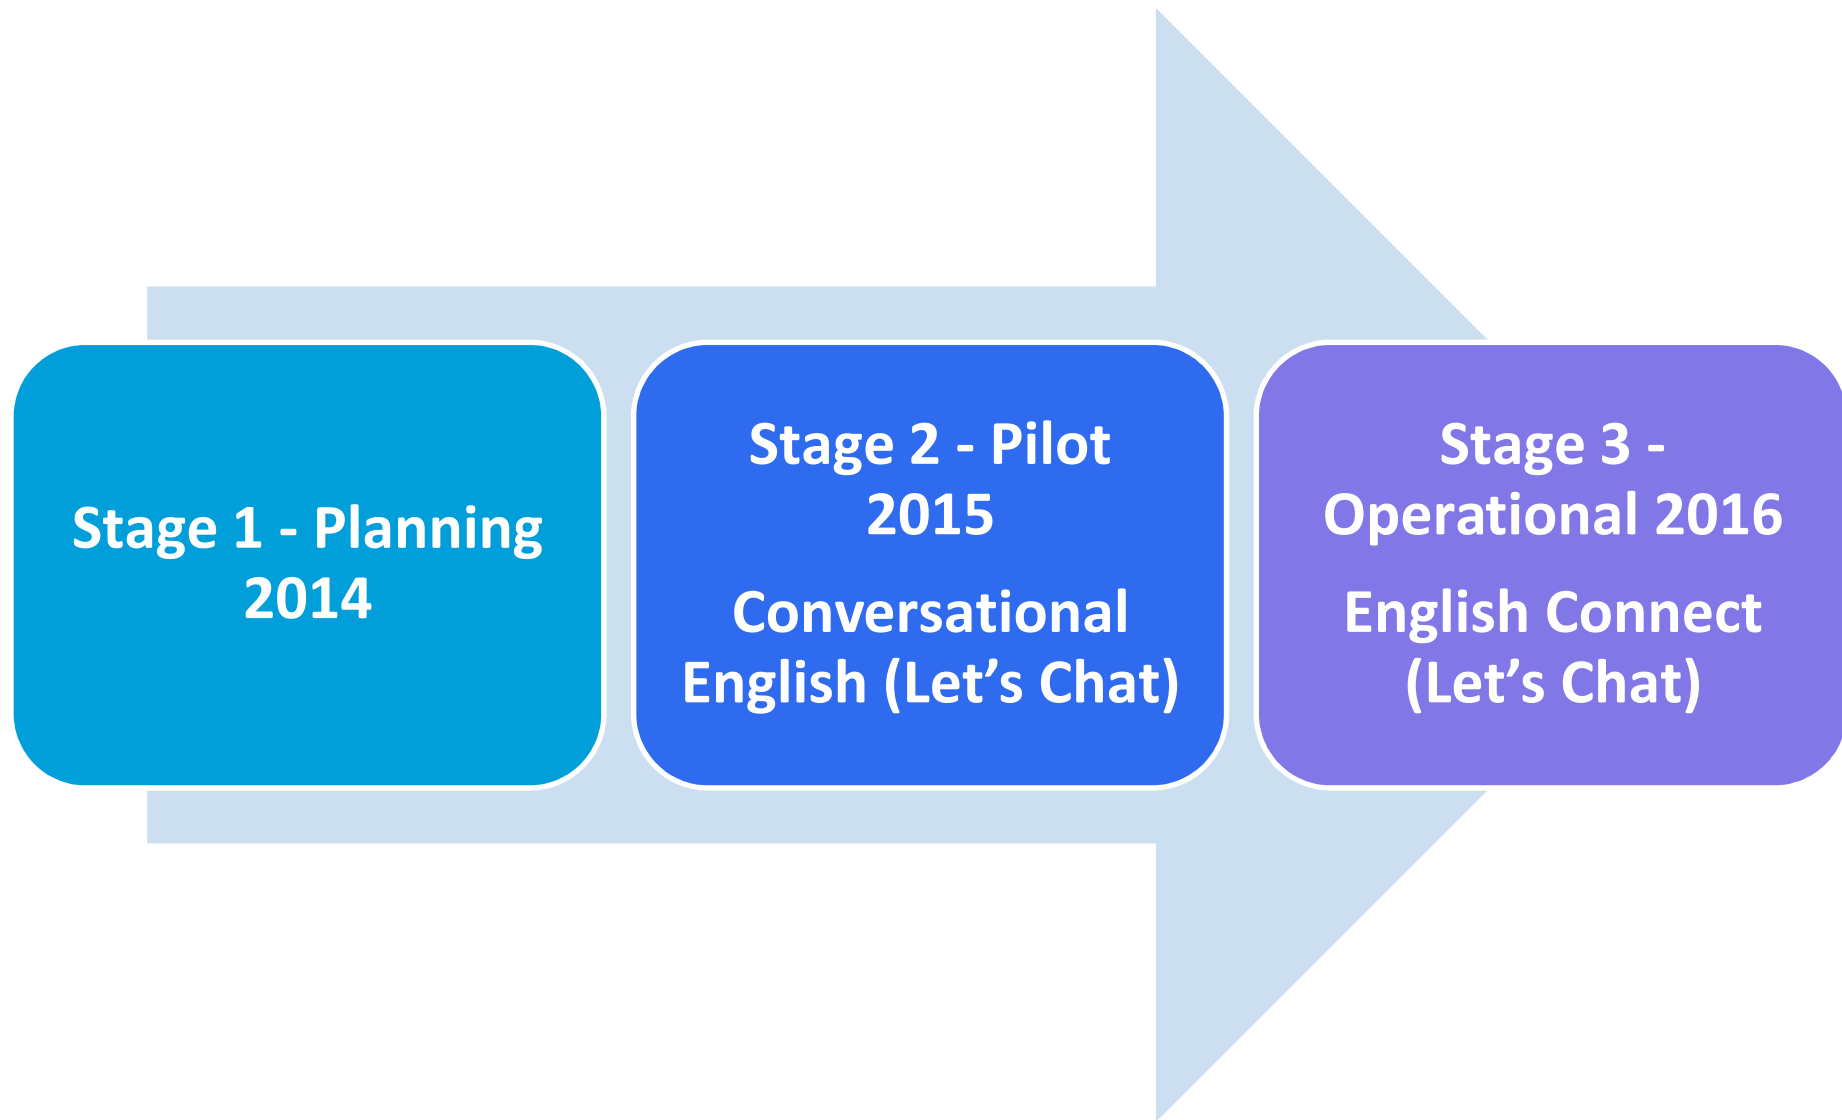 Stage 1 - Planning
2014
Stage 2 - Pilot
2015
Conversational
English (Let’s Chat)
Stage 3 -
Operational 2016
English Connect
(Let’s Chat)